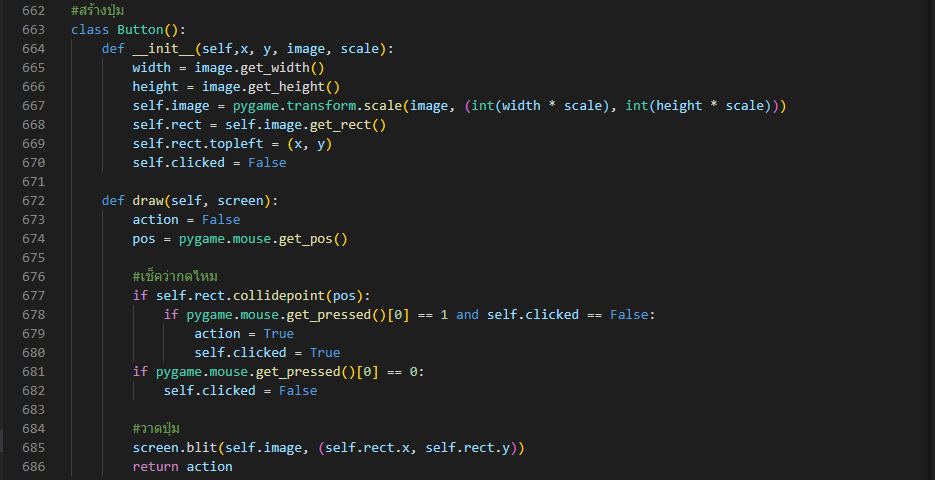 662 #สร้างปุ่ม
663 class Button():
664     def __init__(self,x, y, image, scale):
665         width = image.get_width()
666         height = image.get_height()
667         self.image = pygame.transform.scale(image, (int(width * scale), int(height * scale)))
668         self.rect = self.image.get_rect()
669         self.rect.topleft = (x, y)
670         self.clicked = False
671
672     def draw(self, screen):
673         action = False
674         pos = pygame.mouse.get_pos()
675
676         #เช็คว่ากดไหม
677         if self.rect.collidepoint(pos):
678             if pygame.mouse.get_pressed()[0] == 1 and self.clicked == False:
679                 action = True
680                 self.clicked = True
681         if pygame.mouse.get_pressed()[0] == 0:
682             self.clicked = False
683
684         #วาดปุ่ม
685         screen.blit(self.image, (self.rect.x, self.rect.y))
686         return action